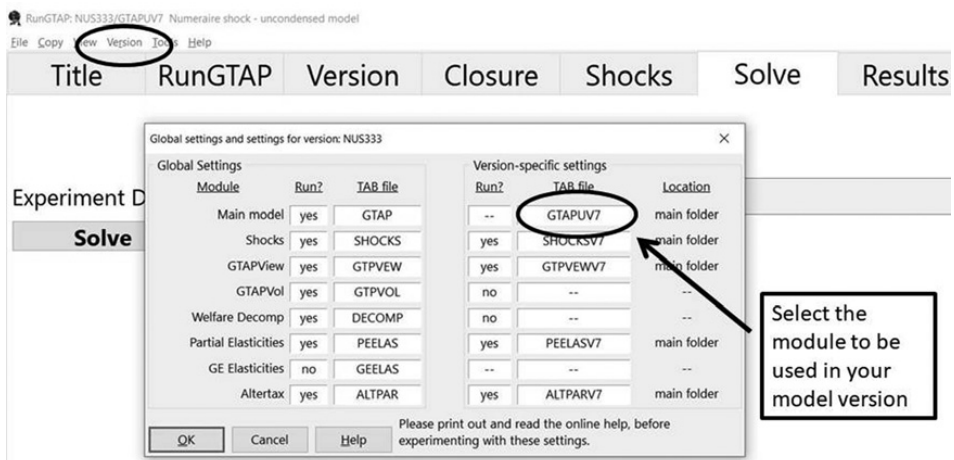 RunGTAP: NUS333/GTAPUV7 Numeraire shock - uncondensed model
File Copy View Version Tools Help
Title RunGTAP Version Closure Shocks Solve Results
Global settings and settings for version: NUS333
Global Settings Version-specific settings
Module Run? TAB file Run? TAB file Location
Experiment D
Main model yes GTAP -- GTAPUV7 main folder
Solve
Shocks yes SHOCKS yes SHOCKSV7 main folder
GTAPView yes GTPVEW yes GTPVEWV7 main folder
GTAPVol yes GTPVOL no -- --
Welfare Decomp yes DECOMP no -- --
Partial Elasticities yes PEELAS yes PEELASV7 main folder
GE Elasticities no GEELAS -- -- --
Altertax yes ALTPAR yes ALTPARV7 main folder
Select the
module to be
used in your
model version
OK Cancel Help
Please print out and read the online help, before
experimenting with these settings.